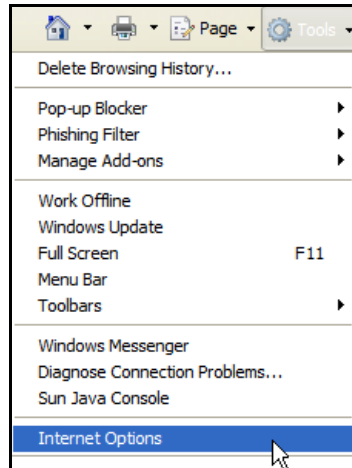 Page Tools
Delete Browsing History...
Pop-up Blocker
Phishing Filter
Manage Add-ons
Work Offline
Windows Update
Full Screen F11
Menu Bar
Toolbars
Windows Messenger
Diagnose Connection Problems...
Sun Java Console
Internet Options